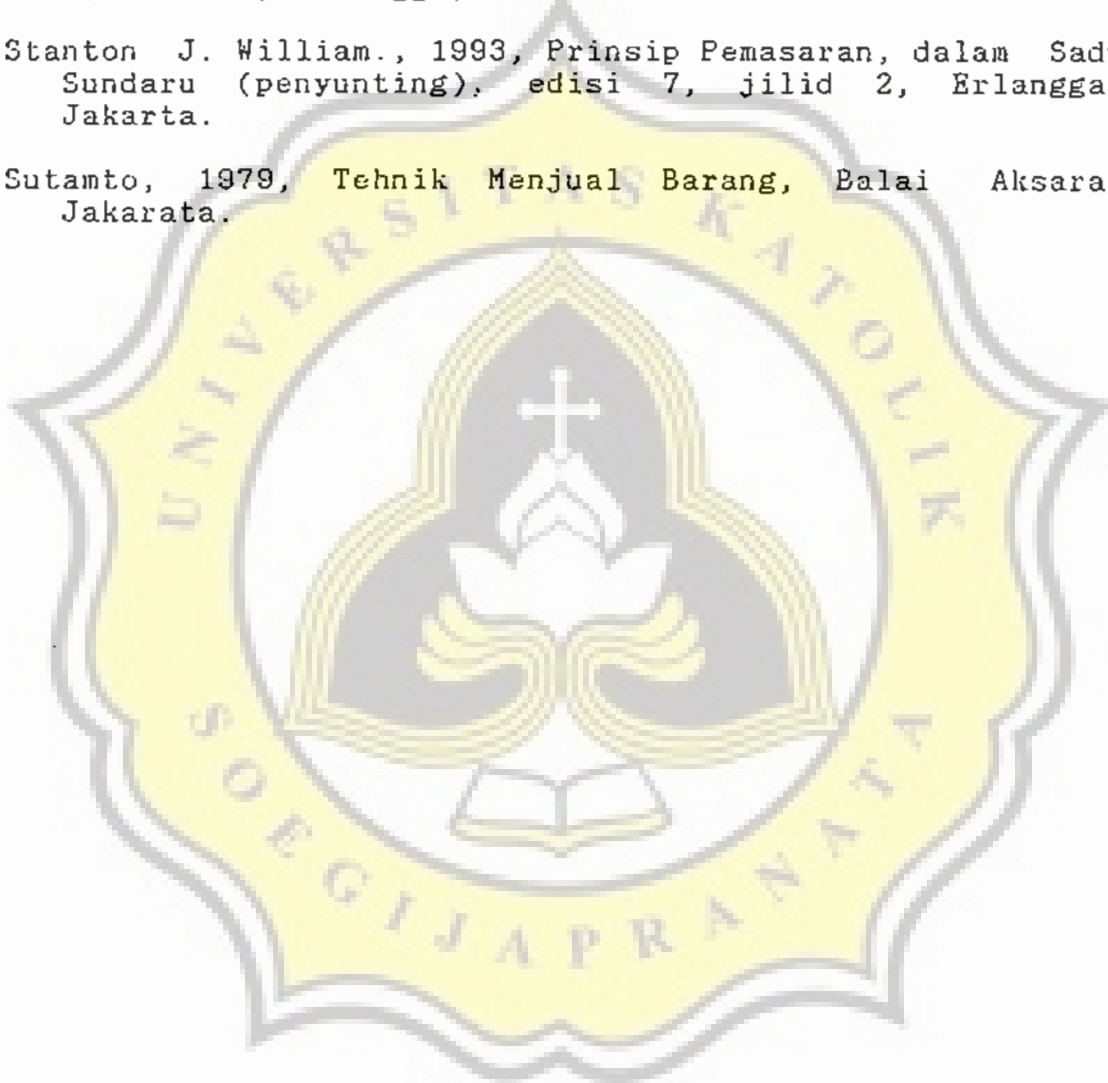 Stanton J. William., 1993, Prinsip Pemasaran, dalam Sad
Sundaru (penyunting), edisi 7, jilid 2, Erlangga
Jakarta.
Sutamto, 1979, Tehnik Menjual Barang, Balai Aksara
Jakarata.
UNIVERSITAS KATOLIK
SOEGIJAPRANATA